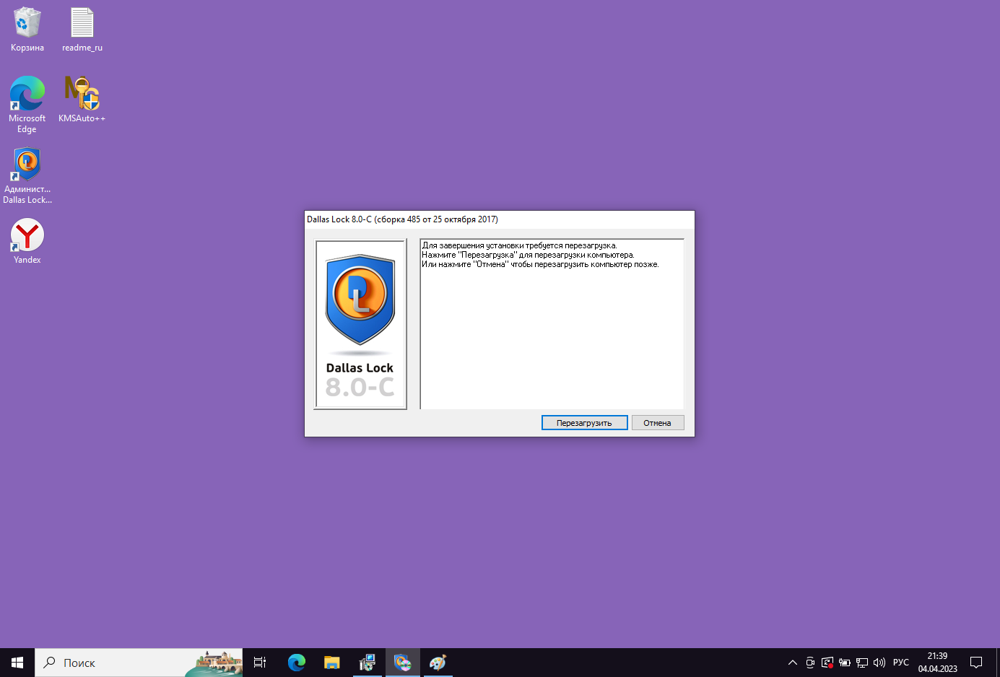 Корзина
readme_ru
Microsoft
Edge
KMSAuto++
Админист...
Dallas Lock...
Yandex
Dallas Lock 8.0-C (сборка 485 от 25 октября 2017)
Для завершения установки требуется перезагрузка.
Нажмите "Перезагрузка" для перезагрузки компьютера.
Или нажмите "Отмена" чтобы перезагрузить компьютер позже.
DL
Dallas Lock
8.0-C
Перезагрузить
Отмена
Поиск
РУС
21:39
04.04.2023